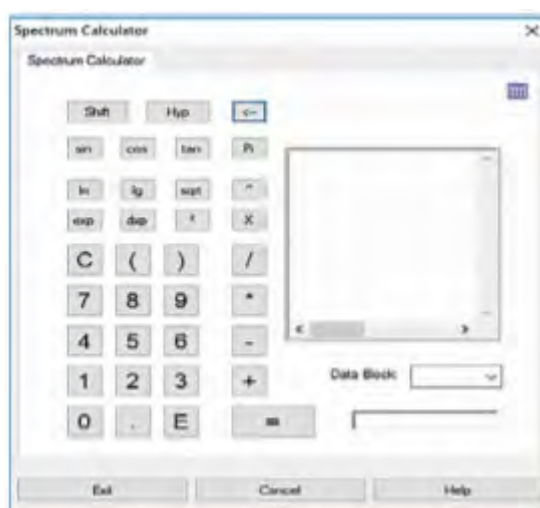 Spectrum Calculator
Spectrum Calculator
Shift Hyp <-
sin cos tan Pi
ln lg sqrt ^
exp X
C ( ) /
7 8 9 *
4 5 6 -
1 2 3 +
Data Block:
0 . E =
Exit Cancel Help